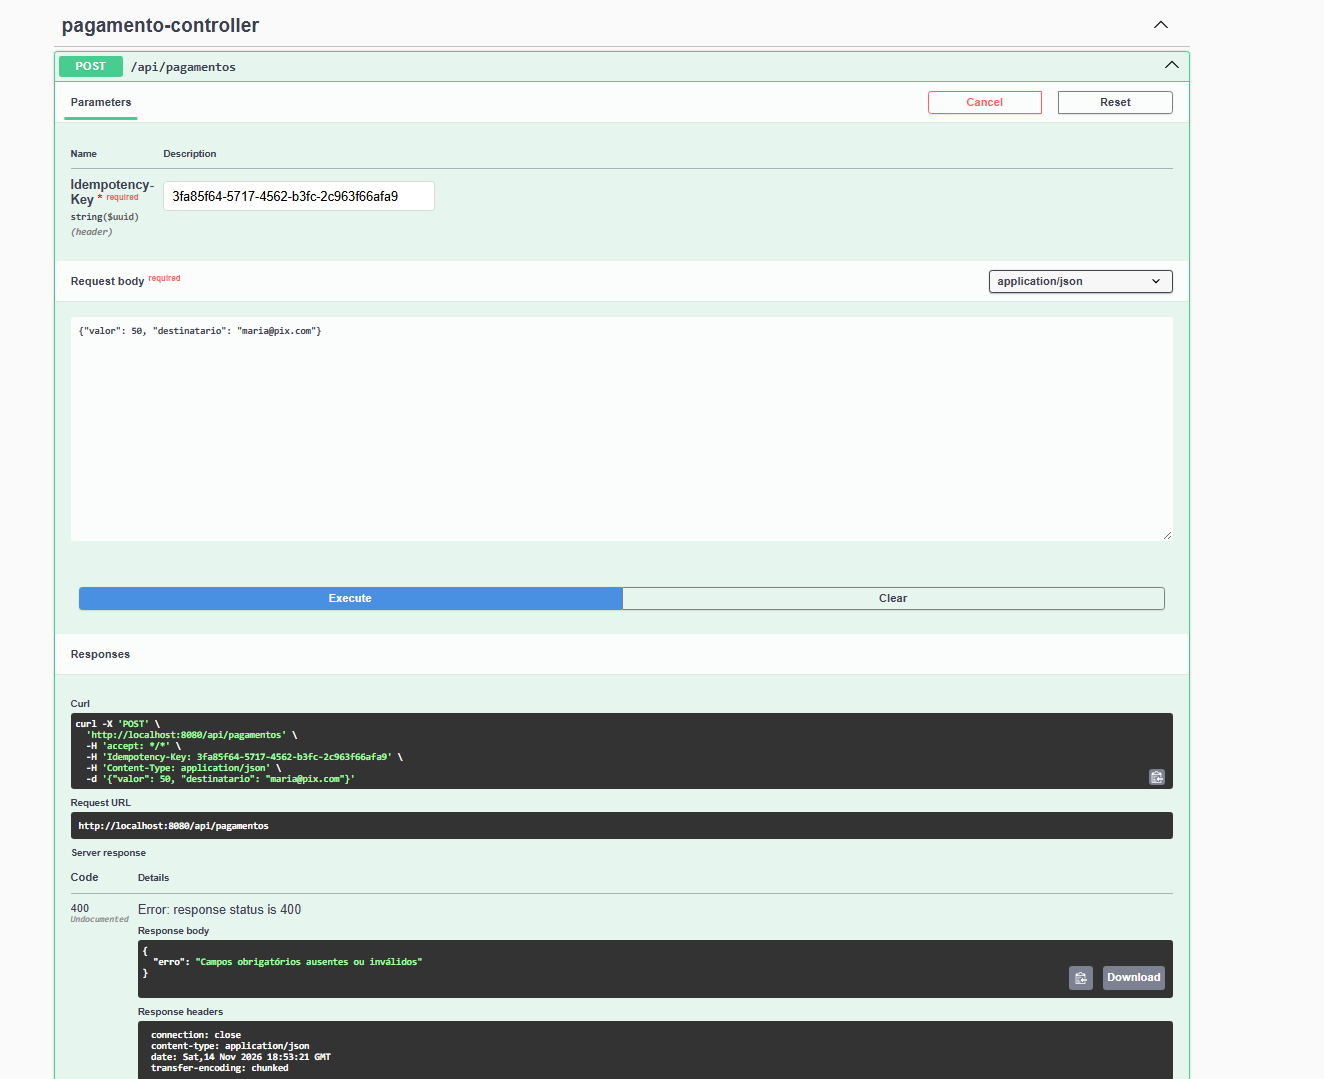 pagamento-controller
POST /api/pagamentos
Parameters
Cancel
Reset
Name Description
Idempotency-
Key * required
string($uuid)
(header)
3fa85f64-5717-4562-b3fc-2c963f66afa9
Request body required
application/json
{"valor": 50, "destinatario": "maria@pix.com"}
Execute
Clear
Responses
Curl
curl -X 'POST' \
'http://localhost:8080/api/pagamentos' \
-H 'accept: */*' \
-H 'Idempotency-Key: 3fa85f64-5717-4562-b3fc-2c963f66afa9' \
-H 'Content-Type: application/json' \
-d '{"valor": 50, "destinatario": "maria@pix.com"}'
Request URL
http://localhost:8080/api/pagamentos
Server response
Code Details
400
Undocumented
Error: response status is 400
Response body
{
"erro": "Campos obrigatórios ausentes ou inválidos"
}
Download
Response headers
connection: close
content-type: application/json
date: Sat,14 Nov 2026 18:53:21 GMT
transfer-encoding: chunked